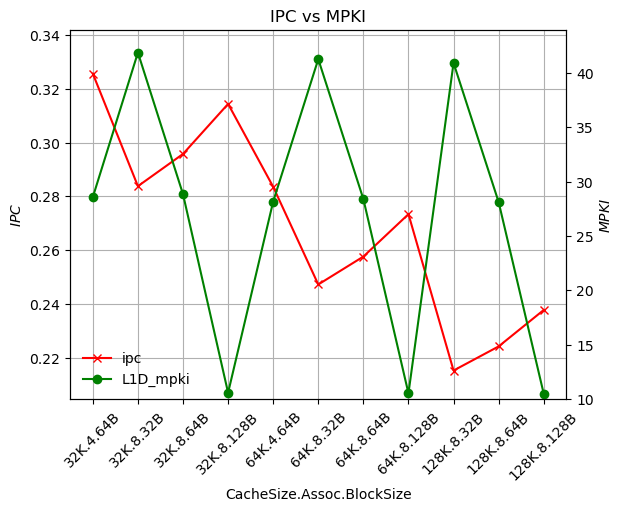 IPC vs MPKI
0.34
0.32
0.30
0.28
0.26
0.24
0.22
IPC
40
35
30
25
20
15
10
MPKI
ipc
L1D_mpki
32K.4.64B
32K.8.32B
32K.8.64B
32K.8.128B
64K.4.64B
64K.8.32B
64K.8.64B
64K.8.128B
128K.8.32B
128K.8.64B
128K.8.128B
CacheSize.Assoc.BlockSize